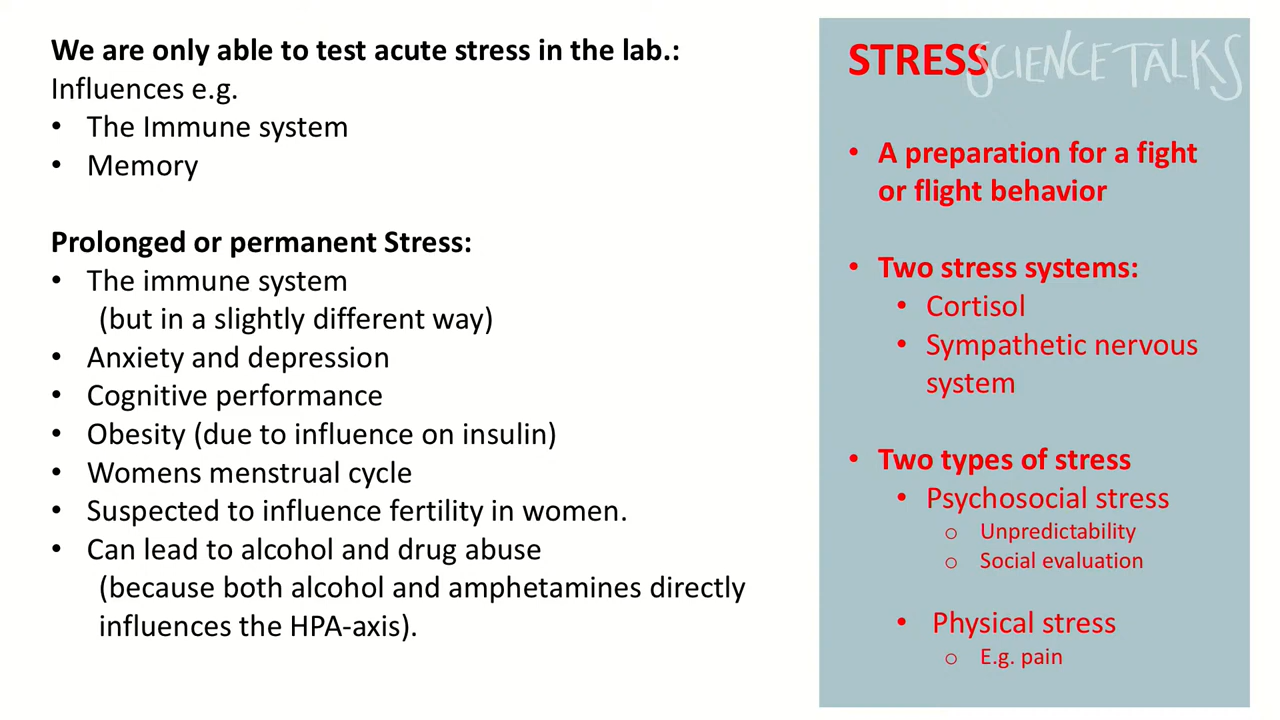 We are only able to test acute stress in the lab.:
Influences e.g.
• The Immune system
• Memory
Prolonged or permanent Stress:
• The immune system
(but in a slightly different way)
• Anxiety and depression
• Cognitive performance
• Obesity (due to influence on insulin)
• Womens menstrual cycle
• Suspected to influence fertility in women.
• Can lead to alcohol and drug abuse
(because both alcohol and amphetamines directly
influences the HPA-axis).
STRESS
SCIENCE TALKS
• A preparation for a fight
or flight behavior
• Two stress systems:
• Cortisol
• Sympathetic nervous
system
• Two types of stress
• Psychosocial stress
o Unpredictability
o Social evaluation
• Physical stress
o E.g. pain